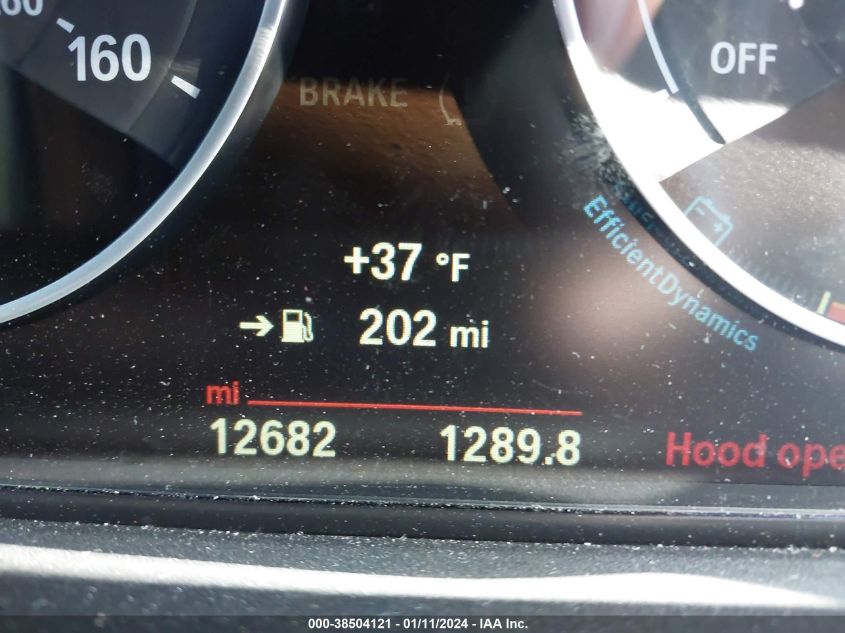 160
OFF
BRAKE
EfficientDynamics
+37 °F
202 mi
mi
12682 1289.8
Hood ope
000-38504121 - 01/11/2024 - IAA Inc.